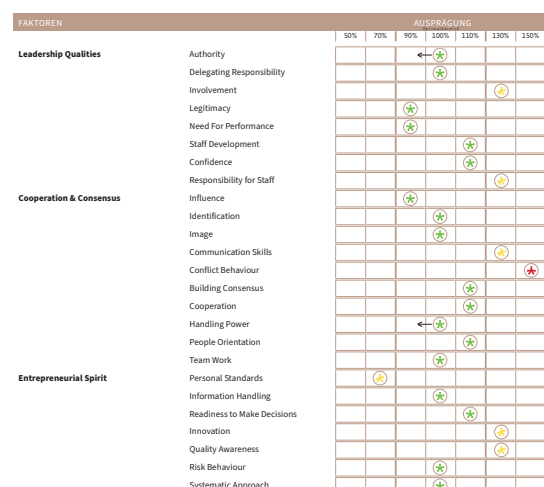 FAKTOREN AUSPRÄGUNG
50% 70% 90% 100% 110% 130% 150%
Leadership Qualities Authority
Delegating Responsibility
Involvement
Legitimacy
Need For Performance
Staff Development
Confidence
Responsibility for Staff
Cooperation & Consensus Influence
Identification
Image
Communication Skills
Conflict Behaviour
Building Consensus
Cooperation
Handling Power
People Orientation
Team Work
Entrepreneurial Spirit Personal Standards
Information Handling
Readiness to Make Decisions
Innovation
Quality Awareness
Risk Behaviour
Systematic Approach